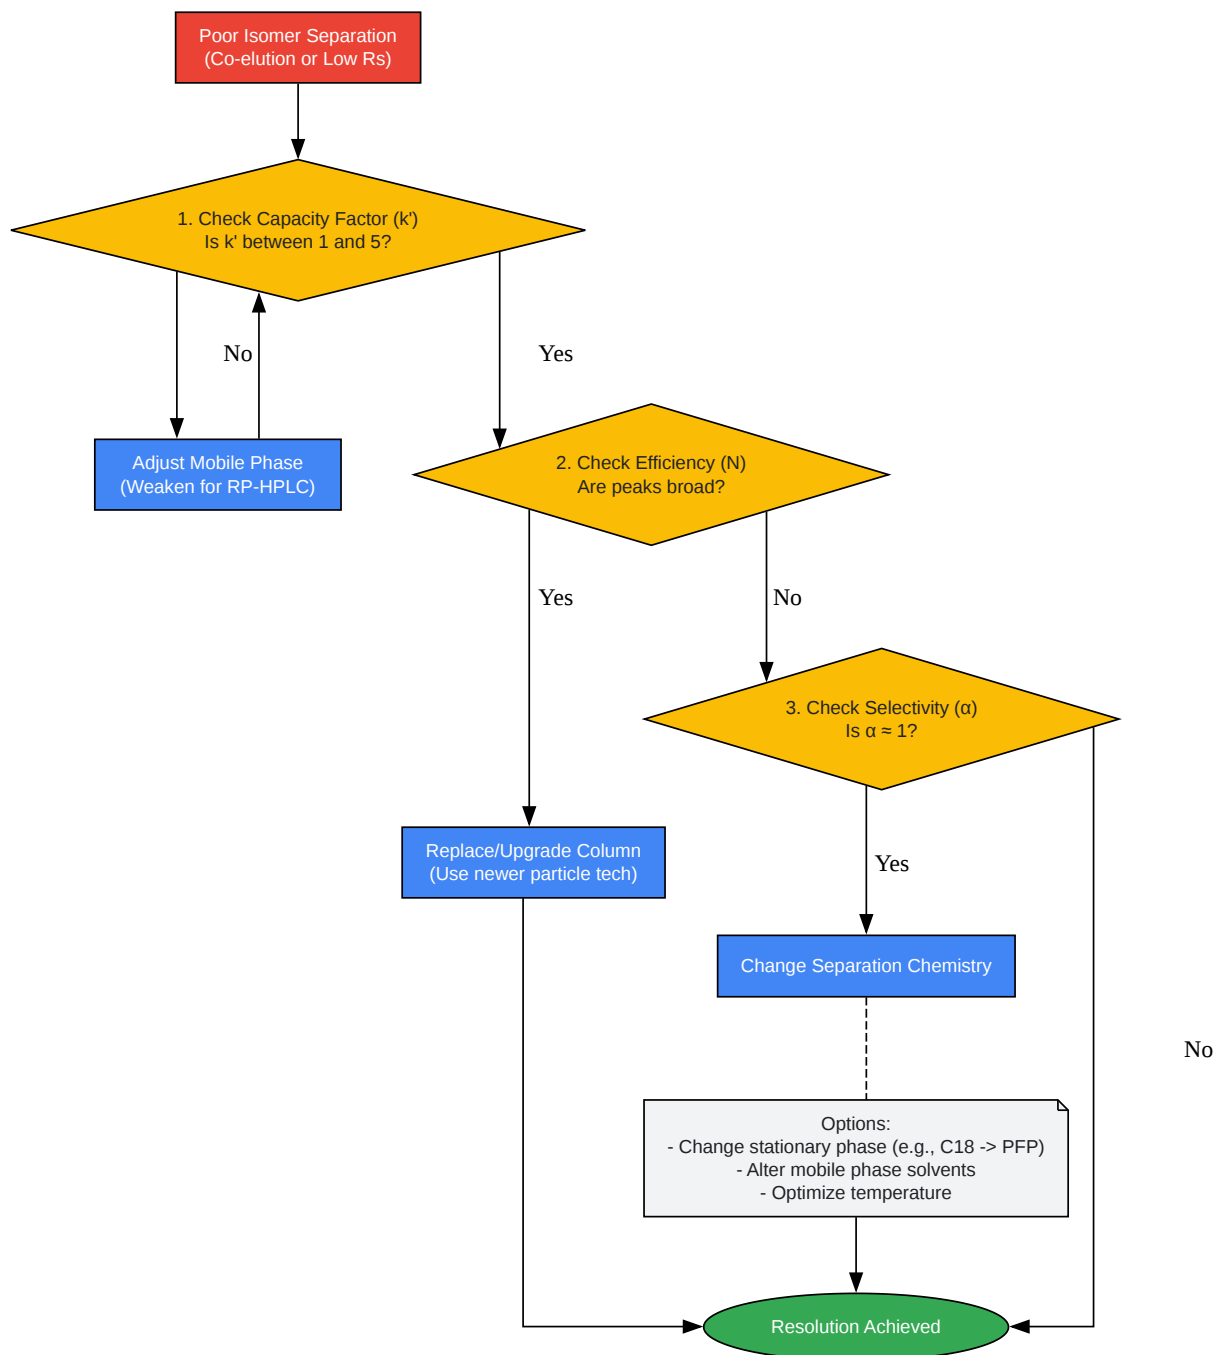 Poor Isomer Separation
(Co-elution or Low Rs)
1. Check Capacity Factor (k')
Is k' between 1 and 5?
No
Yes
Adjust Mobile Phase
(Weaken for RP-HPLC)
2. Check Efficiency (N)
Are peaks broad?
Yes
No
3. Check Selectivity (α)
Is α ≈ 1?
Replace/Upgrade Column
(Use newer particle tech)
Yes
Change Separation Chemistry
No
Options:
- Change stationary phase (e.g., C18 -> PFP)
- Alter mobile phase solvents
- Optimize temperature
Resolution Achieved